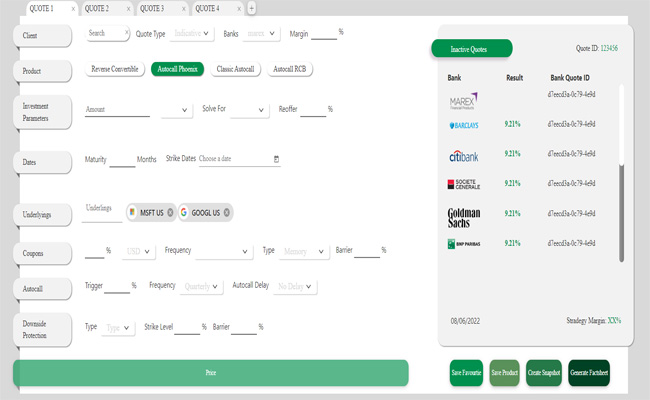 QUOTE 1 × QUOTE 2 × QUOTE 3 × QUOTE 4 × +
Client
Search × Quote Type Indicative Banks marex Margin %
Product
Reverse Convertible Autocall Phoenix Classic Autocall Autocall RCB
Investment
Parameters
Amount Solve For Reoffer %
Dates
Maturity Months Strike Dates Choose a date
Underlyings
Underlings MSFT US GOOGL US
Coupons
% USD Frequency Type Memory Barrier %
Autocall
Trigger % Frequency Quarterly Autocall Delay No Delay
Downside
Protection
Type Type Strike Level % Barrier %
Price
Inactive Quotes Quote ID: 123456
Bank Result Bank Quote ID
MAREX d7eecd3a-0c79-4e9d
Financial Products
BARCLAYS 9.21% d7eecd3a-0c79-4e9d
citibank 9.21% d7eecd3a-0c79-4e9d
SOCIETE
GENERALE 9.21% d7eecd3a-0c79-4e9d
Goldman
Sachs 9.21% d7eecd3a-0c79-4e9d
BNP PARIBAS 9.21% d7eecd3a-0c79-4e9d
08/06/2022 Strategy Margin: XX%
Save Favourite Save Product Create Snapshot Generate Factsheet